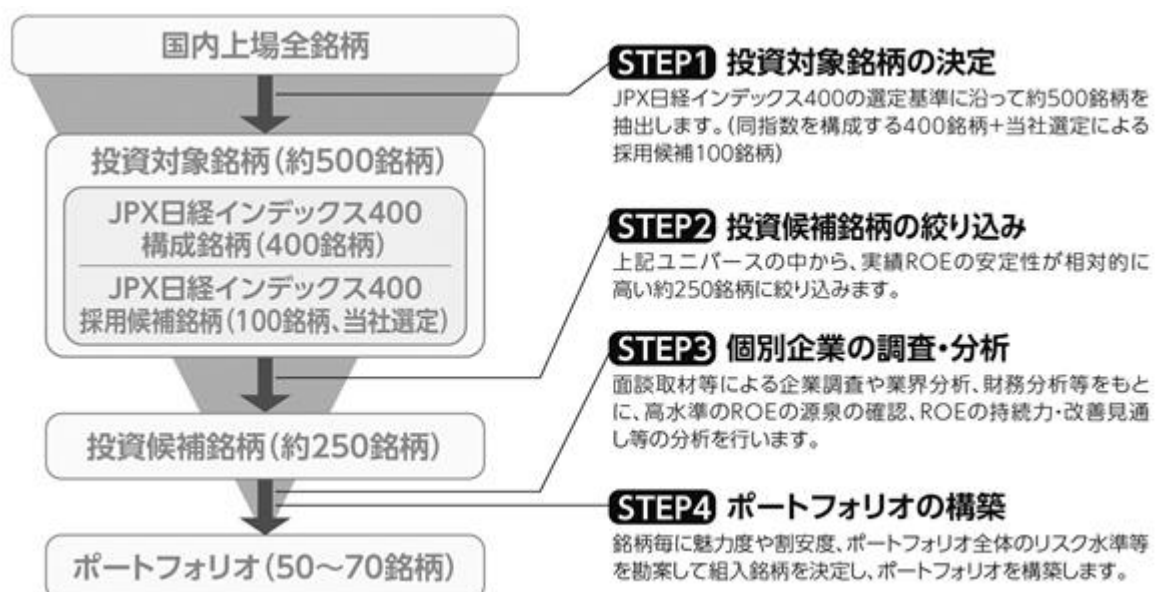 国内上場全銘柄
投資対象銘柄(約500銘柄)
JPX日経インデックス400
構成銘柄(400銘柄)
JPX日経インデックス400
採用候補銘柄(100銘柄、当社選定)
投資候補銘柄(約250銘柄)
ポートフォリオ(50〜70銘柄)
STEP1 投資対象銘柄の決定
JPX日経インデックス400の選定基準に沿って約500銘柄を
抽出します。(同指数を構成する400銘柄+当社選定による
採用候補100銘柄)
STEP2 投資候補銘柄の絞り込み
上記ユニバースの中から、実績ROEの安定性が相対的に
高い約250銘柄に絞り込みます。
STEP3 個別企業の調査・分析
面談取材等による企業調査や業界分析、財務分析等をもと
に、高水準のROEの源泉の確認、ROEの持続力・改善見通
し等の分析を行います。
STEP4 ポートフォリオの構築
銘柄毎に魅力度や割安度、ポートフォリオ全体のリスク水準等
を勘案して組入銘柄を決定し、ポートフォリオを構築します。